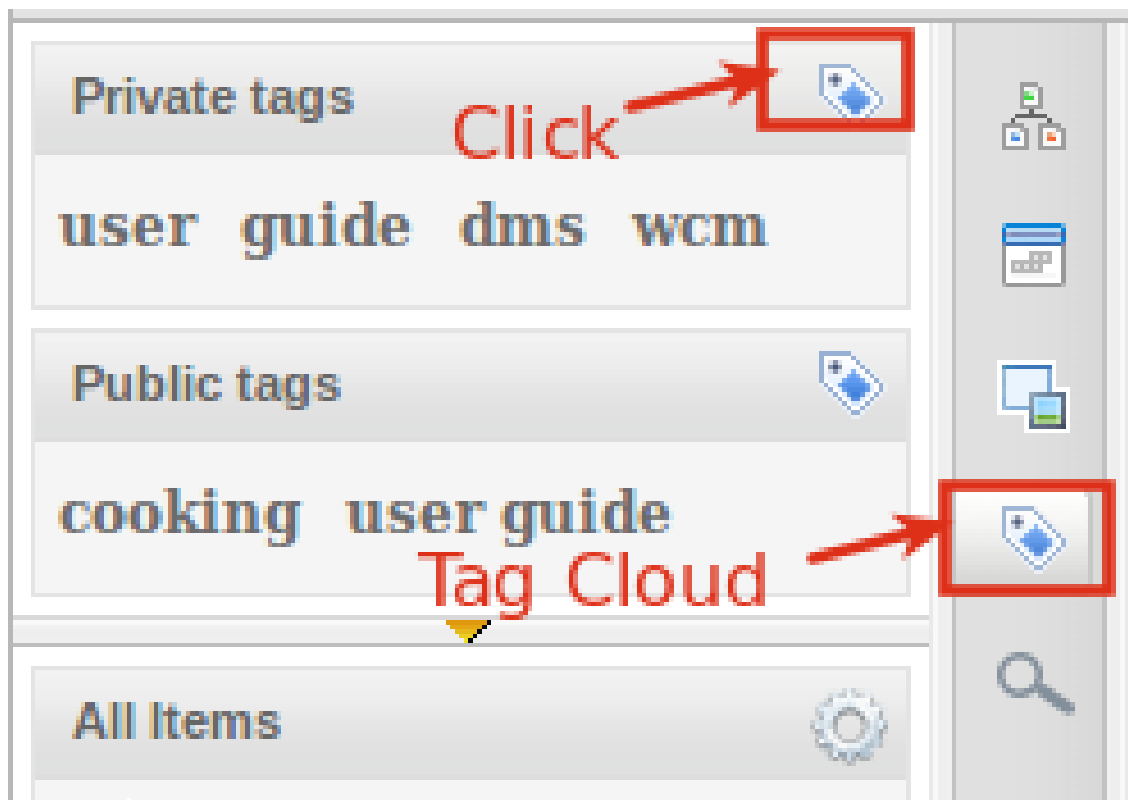 Private tags
Click
user guide dms wcm
Public tags
cooking user guide
Tag Cloud
All Items